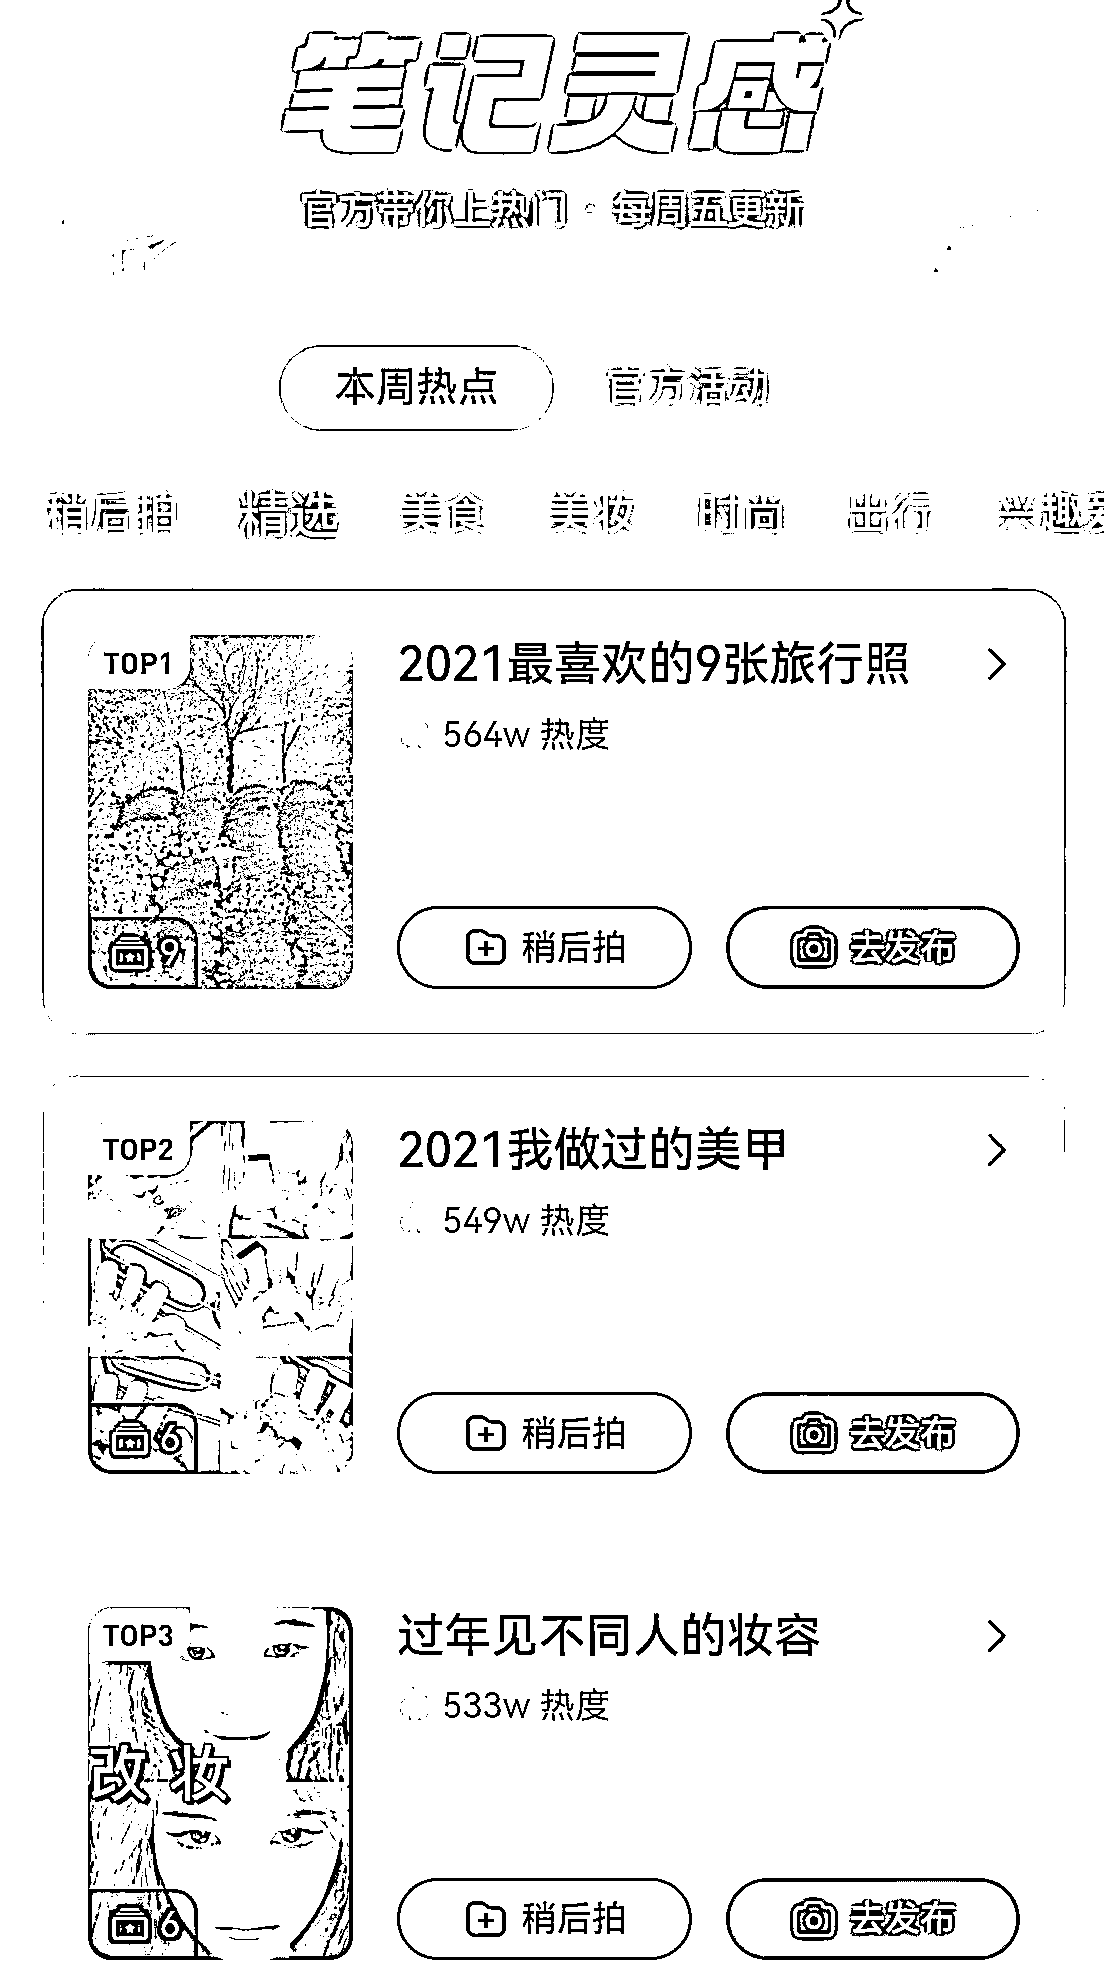 笔记灵感
官方带你上热门 · 每周五更新
本周热点 官方活动
稍后拍 精选 美食 美妆 时尚 出行 兴趣爱
TOP1
2021最喜欢的9张旅行照
564w 热度
9
稍后拍 去发布
TOP2
2021我做过的美甲
549w 热度
6
稍后拍 去发布
TOP3
过年见不同人的妆容
533w 热度
改妆
6
稍后拍 去发布